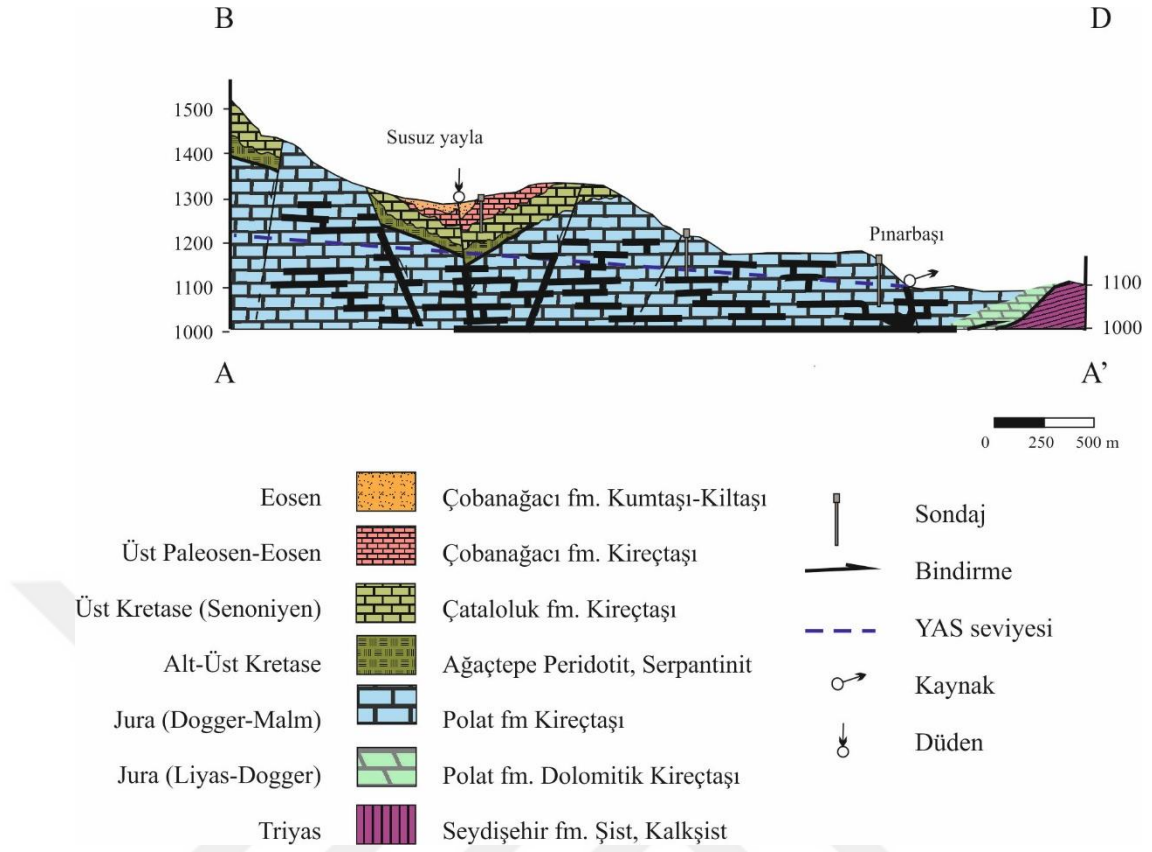 B D
1500
1400
Susuz yayla
1300
1200
Pınarbaşı
1100 1100
1000 1000
A A’
0 250 500 m
Eosen Çobanağacı fm. Kumtaşı-Kiltaşı
Sondaj
Üst Paleosen-Eosen Çobanağacı fm. Kireçtaşı
Bindirme
Üst Kretase (Senoniyen) Çataloluk fm. Kireçtaşı
YAS seviyesi
Alt-Üst Kretase Ağaçtepe Peridotit, Serpantinit
Kaynak
Jura (Dogger-Malm) Polat fm Kireçtaşı
Düden
Jura (Liyas-Dogger) Polat fm. Dolomitik Kireçtaşı
Triyas Seydişehir fm. Şist, Kalkşist